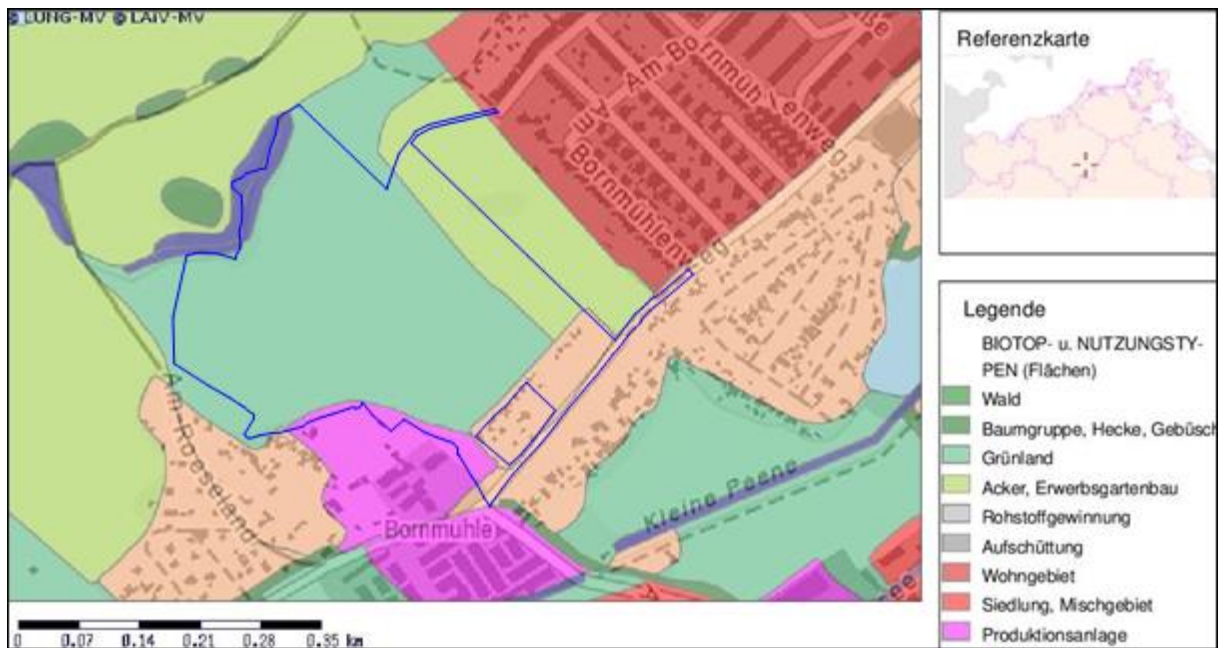 © LUNG-MV © LAiV-MV
Am Bornmühlenweg
Am Bornmühlenweg
Am-Roeseland
Bornmühle
Kleine Peene
0 0.07 0.14 0.21 0.28 0.35 km
Referenzkarte
Legende
BIOTOP- u. NUTZUNGSTY-
PEN (Flächen)
Wald
Baumgruppe, Hecke, Gebüsch
Grünland
Acker, Erwerbsgartenbau
Rohstoffgewinnung
Aufschüttung
Wohngebiet
Siedlung, Mischgebiet
Produktionsanlage